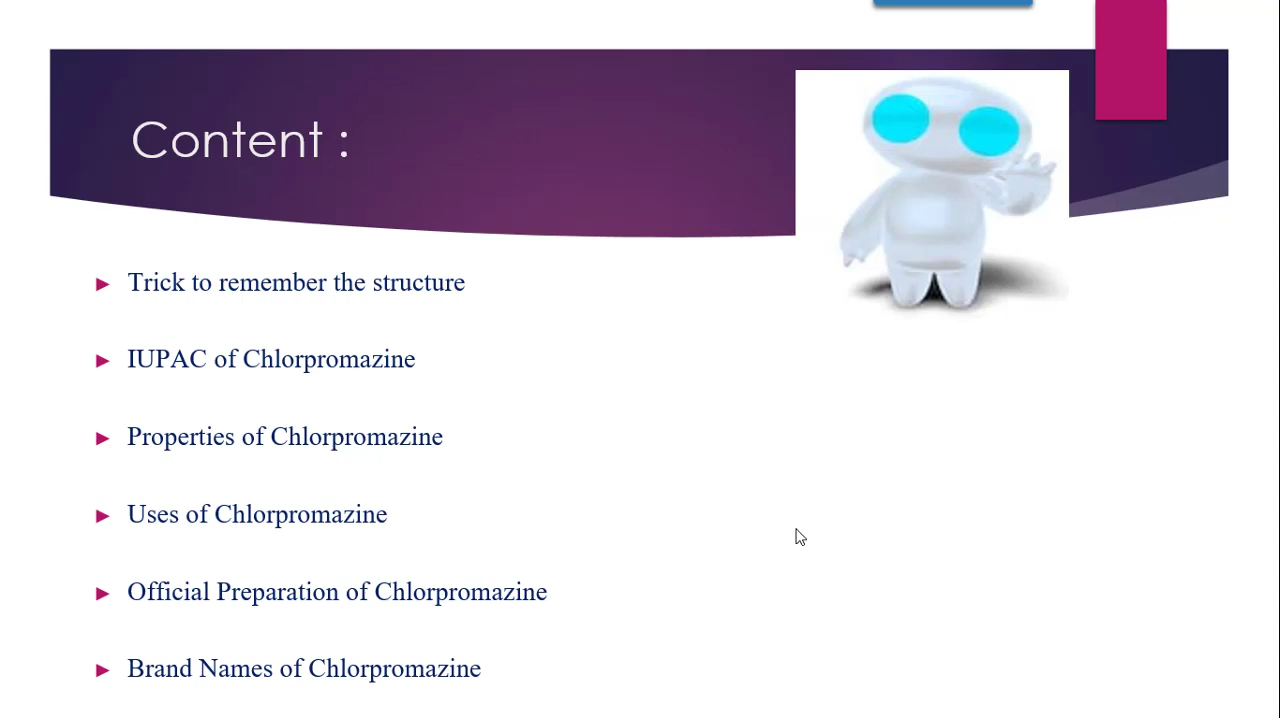 Content :
Trick to remember the structure
IUPAC of Chlorpromazine
Properties of Chlorpromazine
Uses of Chlorpromazine
Official Preparation of Chlorpromazine
Brand Names of Chlorpromazine